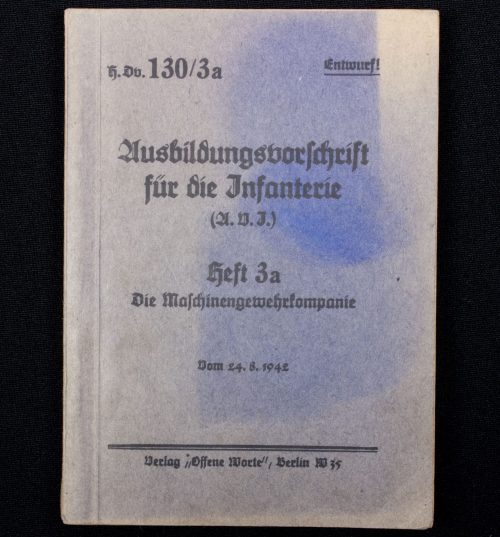 H.Dv. 130/3a
Entwurf!
Ausbildungsvorschrift
für die Infanterie
(A.V.I.)
Heft 3a
Die Maschinengewehrkompanie
Vom 24. 8. 1942
Verlag „Offene Worte“, Berlin W 35